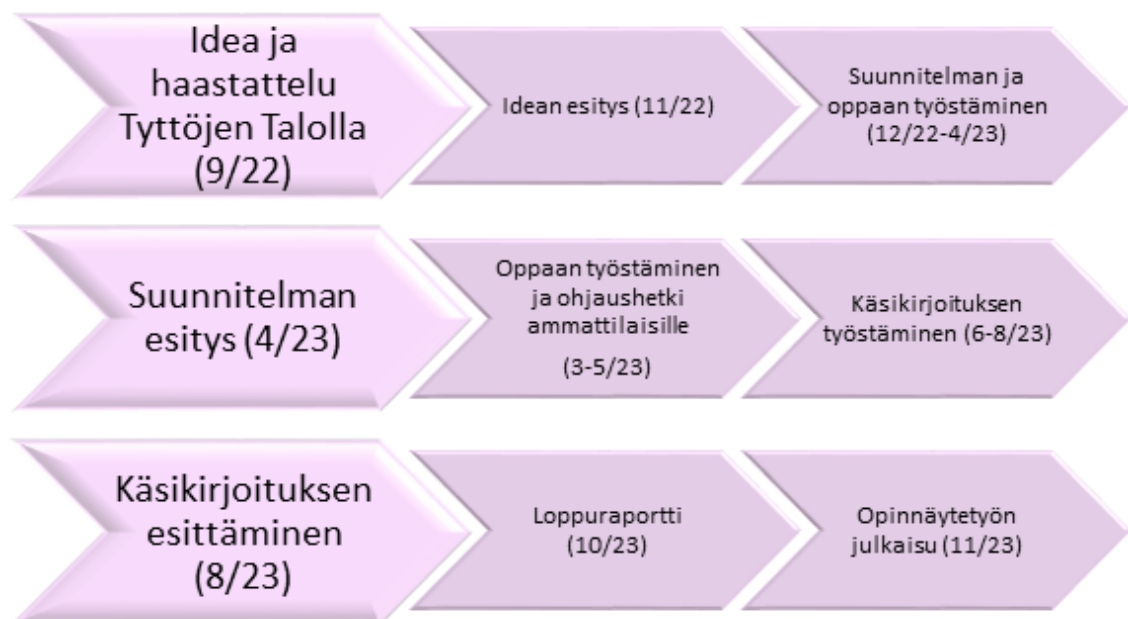 Idea ja
haastattelu
Tyttöjen Talolla
(9/22)
Idean esitys (11/22)
Suunnitelman ja
oppaan työstäminen
(12/22-4/23)
Suunnitelman
esitys (4/23)
Oppaan työstäminen
ja ohjaushetki
ammattilaisille
(3-5/23)
Käsikirjoituksen
työstäminen (6-8/23)
Käsikirjoituksen
esittäminen
(8/23)
Loppuraportti
(10/23)
Opinnäytetyön
julkaisu (11/23)